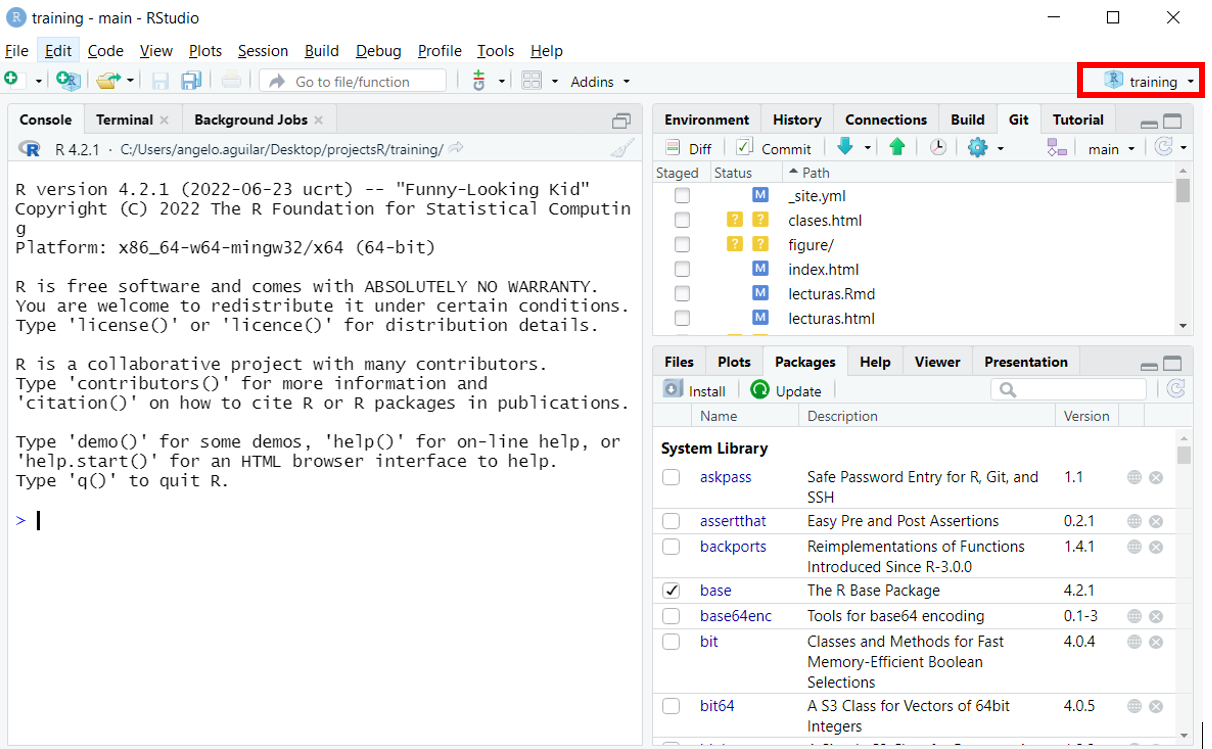 training - main - RStudio
File Edit Code View Plots Session Build Debug Profile Tools Help
Go to file/function Addins training
Console Terminal Background Jobs
R 4.2.1 · C:/Users/angelo.aguilar/Desktop/projectsR/training/
R version 4.2.1 (2022-06-23 ucrt) -- "Funny-Looking Kid"
Copyright (C) 2022 The R Foundation for Statistical Computin
g
Platform: x86_64-w64-mingw32/x64 (64-bit)
R is free software and comes with ABSOLUTELY NO WARRANTY.
You are welcome to redistribute it under certain conditions.
Type 'license()' or 'licence()' for distribution details.
R is a collaborative project with many contributors.
Type 'contributors()' for more information and
'citation()' on how to cite R or R packages in publications.
Type 'demo()' for some demos, 'help()' for on-line help, or
'help.start()' for an HTML browser interface to help.
Type 'q()' to quit R.
>
Environment History Connections Build Git Tutorial
Diff Commit main
Staged Status Path
M _site.yml
? ? clases.html
? ? figure/
M index.html
M lecturas.Rmd
M lecturas.html
Files Plots Packages Help Viewer Presentation
Install Update
Name Description Version
System Library
askpass Safe Password Entry for R, Git, and 1.1
SSH
assertthat Easy Pre and Post Assertions 0.2.1
backports Reimplementations of Functions 1.4.1
Introduced Since R-3.0.0
base The R Base Package 4.2.1
base64enc Tools for base64 encoding 0.1-3
bit Classes and Methods for Fast 4.0.4
Memory-Efficient Boolean
Selections
bit64 A S3 Class for Vectors of 64bit 4.0.5
Integers